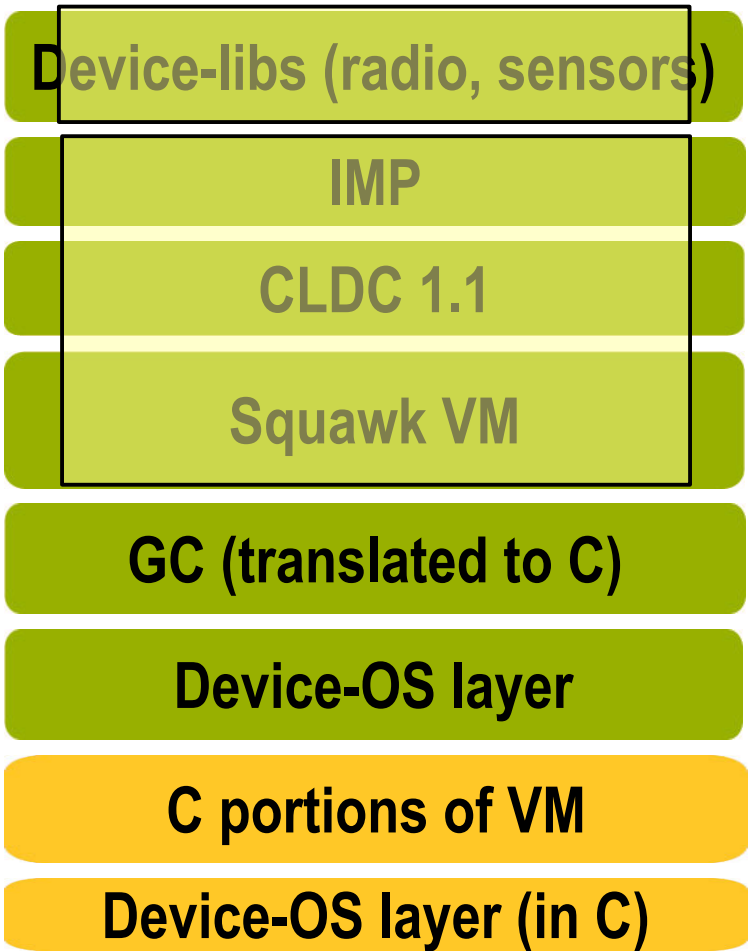 Device-libs (radio, sensors)
IMP
CLDC 1.1
Squawk VM
GC (translated to C)
Device-OS layer
C portions of VM
Device-OS layer (in C)